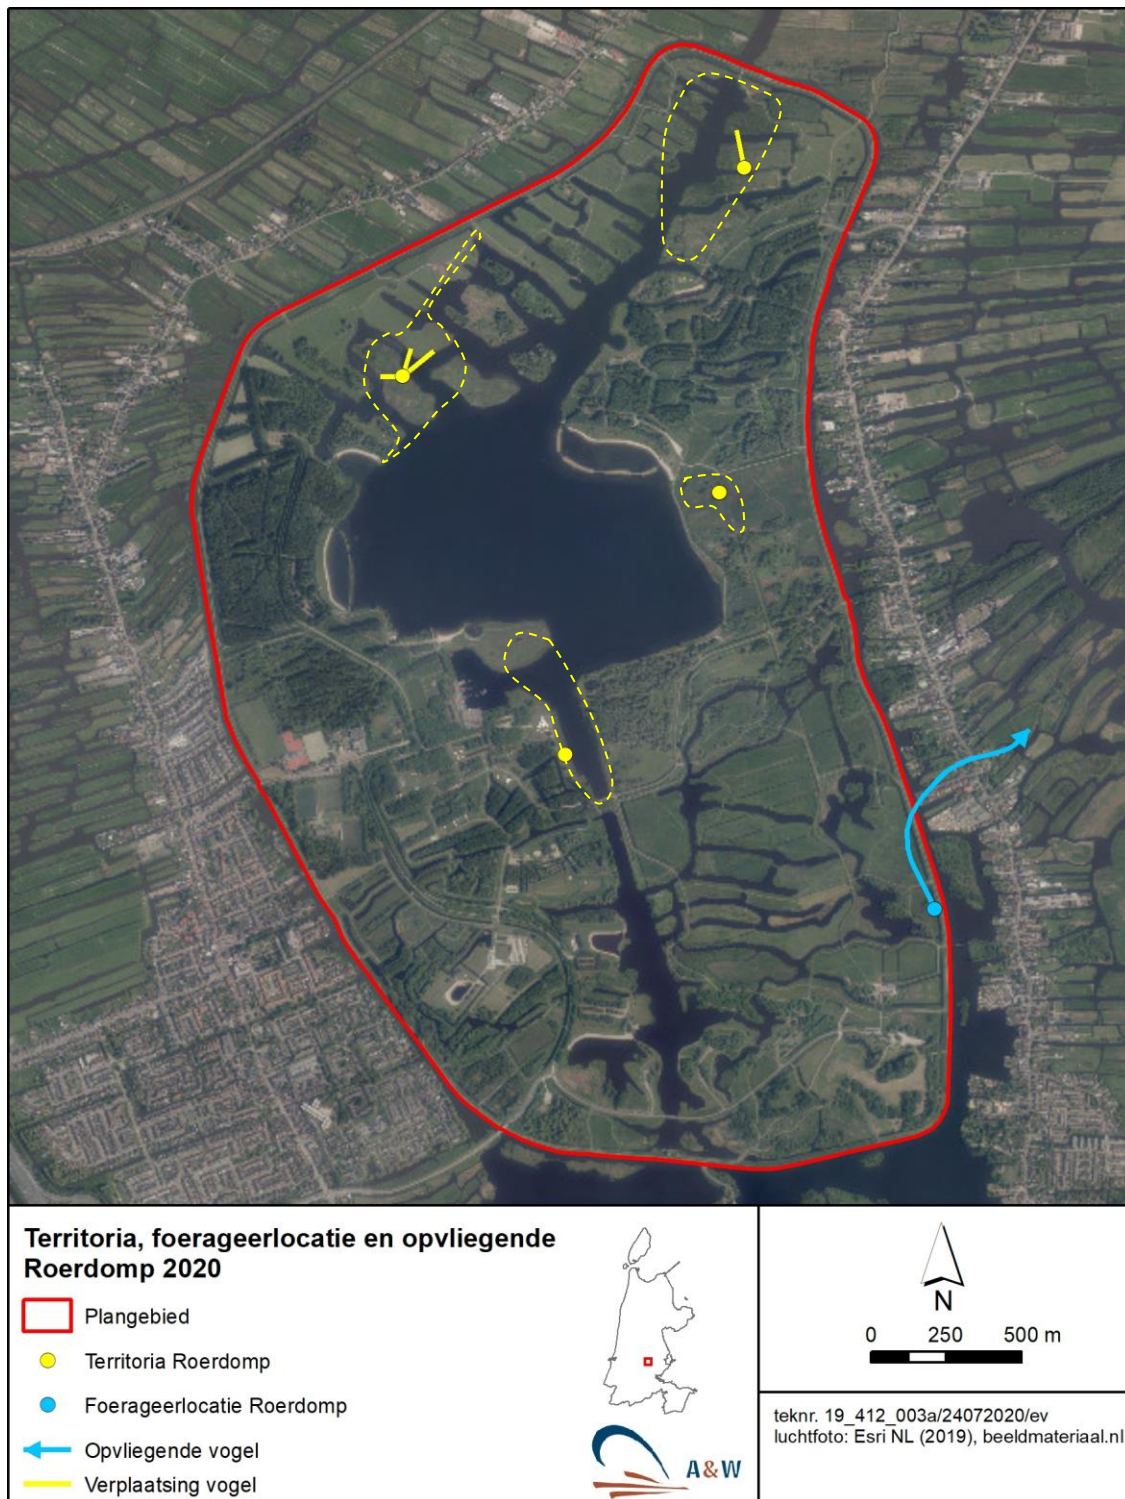 Territoria, foerageerlocatie en opvliegende
Roerdomp 2020
Plangebied
Territoria Roerdomp
Foerageerlocatie Roerdomp
Opvliegende vogel
Verplaatsing vogel
A&W
N
0 250 500 m
teknr. 19_412_003a/24072020/ev
luchtfoto: Esri NL (2019), beeldmateriaal.nl